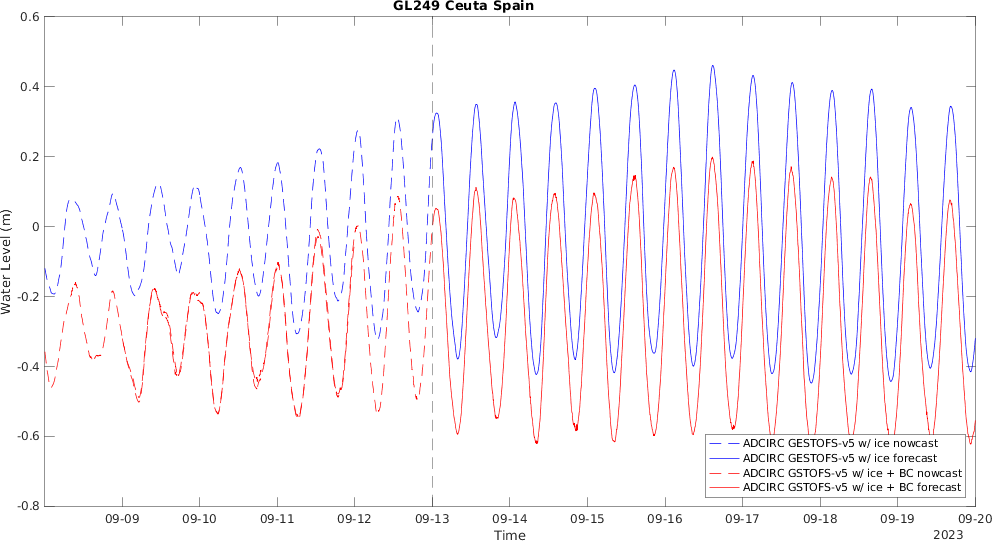 GL249 Ceuta Spain
0.6
0.4
0.2
0
-0.2
-0.4
-0.6
-0.8
Water Level (m)
ADCIRC GESTOFS-v5 w/ ice nowcast
ADCIRC GESTOFS-v5 w/ ice forecast
ADCIRC GSTOFS-v5 w/ ice + BC nowcast
ADCIRC GSTOFS-v5 w/ ice + BC forecast
09-09 09-10 09-11 09-12 09-13 09-14 09-15 09-16 09-17 09-18 09-19 09-20
Time
2023